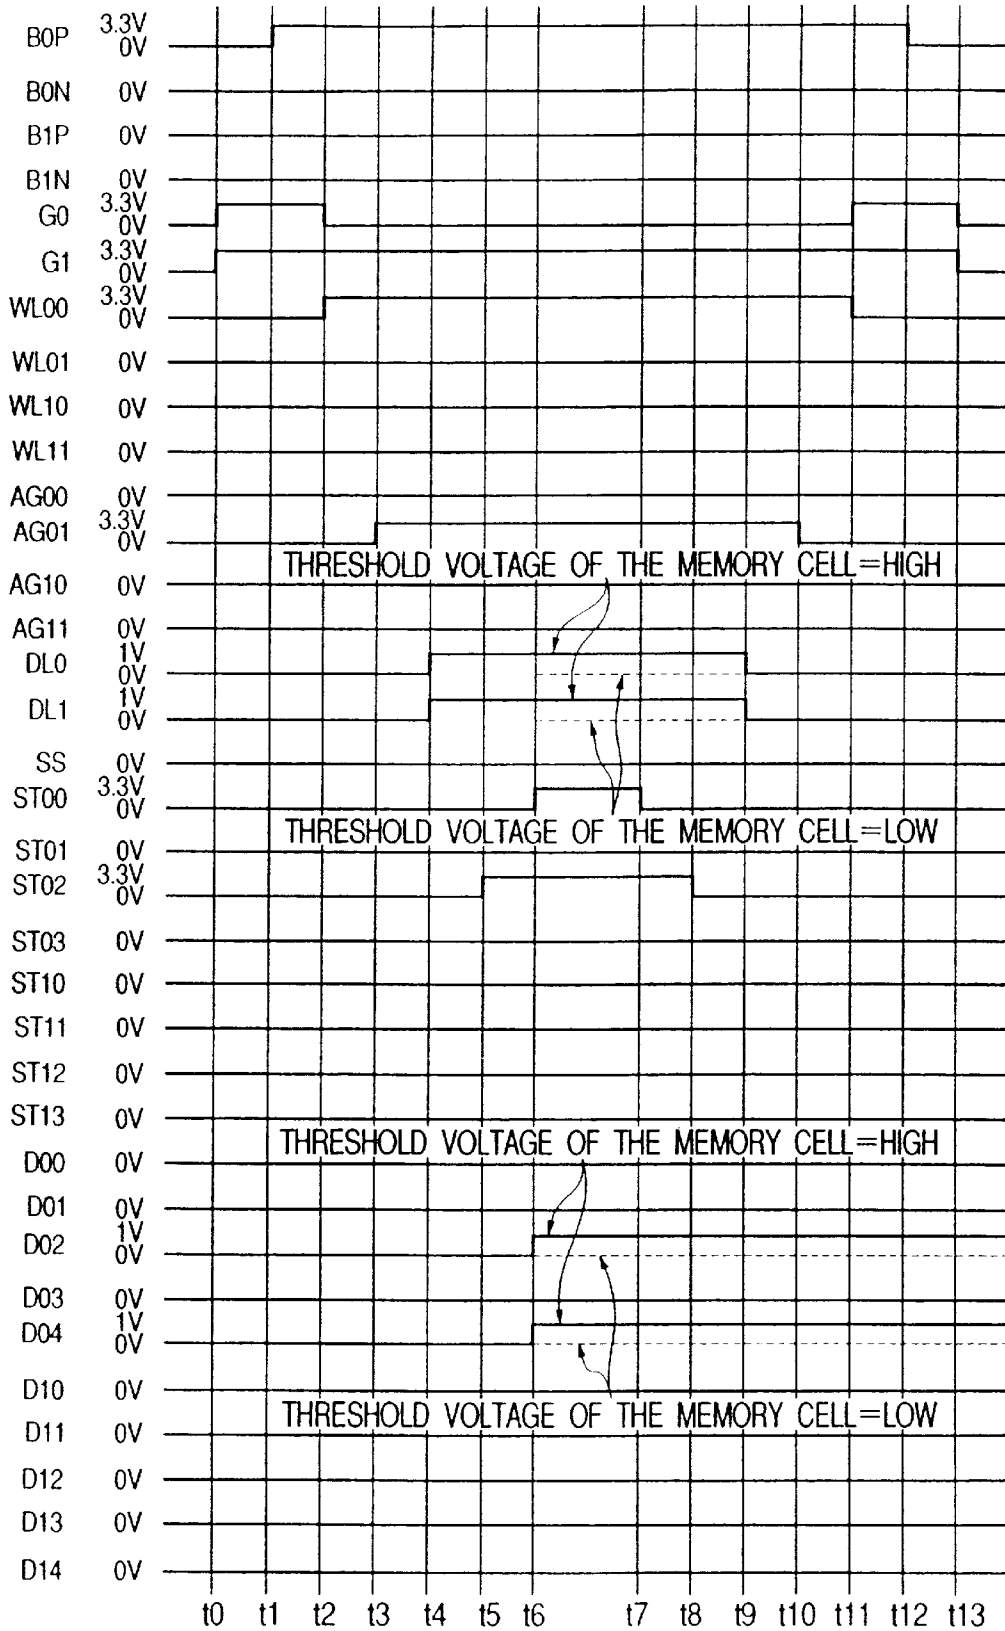 3.3V
B0P 0V
B0N 0V
B1P 0V
B1N 0V
3.3V
G0 0V
3.3V
G1 0V
3.3V
WL00 0V
WL01 0V
WL10 0V
WL11 0V
AG00 0V
3.3V
AG01 0V
THRESHOLD VOLTAGE OF THE MEMORY CELL=HIGH
AG10 0V
AG11 0V
1V
DL0 0V
1V
DL1 0V
SS 0V
3.3V
ST00 0V
THRESHOLD VOLTAGE OF THE MEMORY CELL=LOW
ST01 0V
3.3V
ST02 0V
ST03 0V
ST10 0V
ST11 0V
ST12 0V
ST13 0V
THRESHOLD VOLTAGE OF THE MEMORY CELL=HIGH
D00 0V
D01 0V
1V
D02 0V
D03 0V
1V
D04 0V
D10 0V
THRESHOLD VOLTAGE OF THE MEMORY CELL=LOW
D11 0V
D12 0V
D13 0V
D14 0V
t0 t1 t2 t3 t4 t5 t6 t7 t8 t9 t10 t11 t12 t13